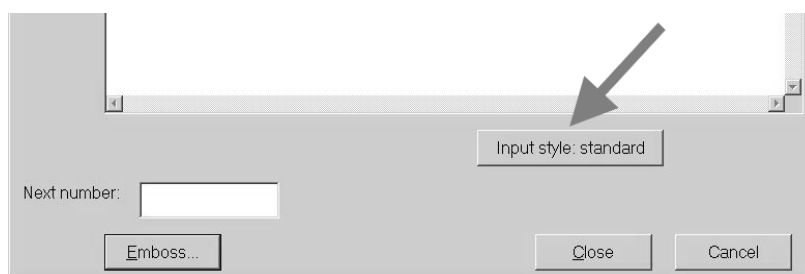 Input style: standard
Next number:
Emboss...
Close
Cancel